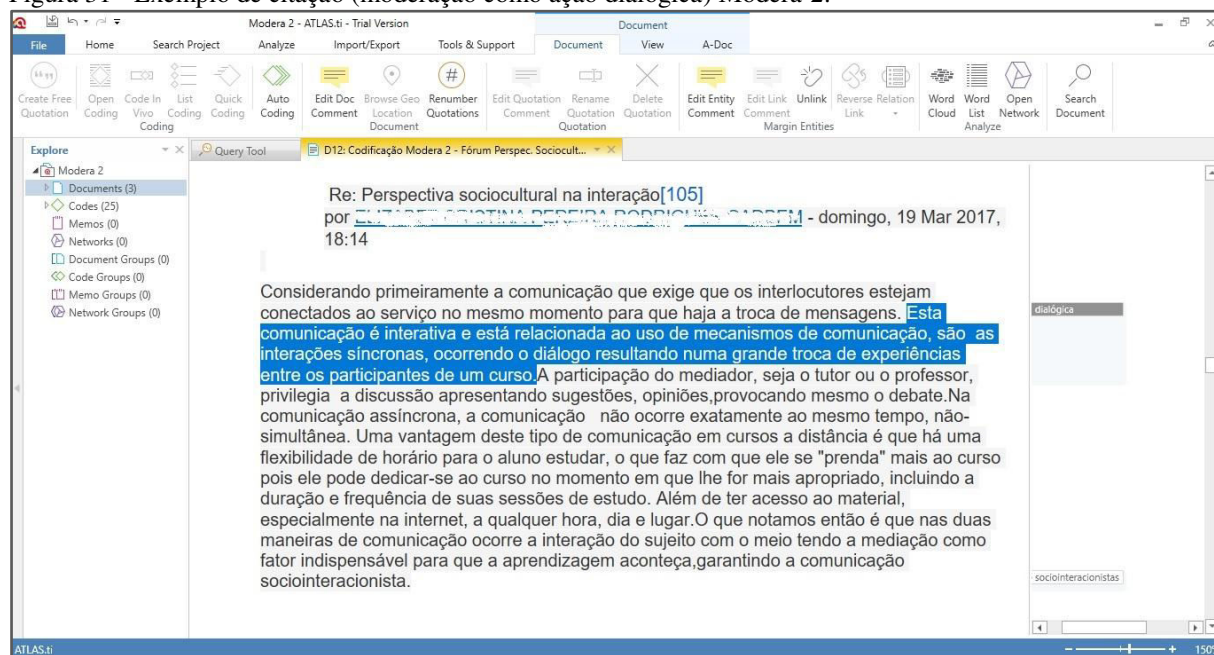 Modera 2 - ATLAS.ti - Trial Version
Document
File Home Search Project Analyze Import/Export Tools & Support Document View A-Doc
Create Free Quotation
Open Coding
Code In Vivo
List Coding
Quick Coding
Coding
Auto Coding
Edit Doc Comment
Browse Geo Location
Renumber Quotations
Document
Edit Quotation Comment
Rename Quotation
Delete Quotation
Quotation
Edit Entity Comment
Edit Link Comment
Unlink
Reverse Link
Relation
Margin Entities
Word Cloud
Word List
Open Network
Analyze
Search Document
Explore
Query Tool
D12: Codificação Modera 2 - Fórum Perspec. Sociocult...
Modera 2
Documents (3)
Codes (25)
Memos (0)
Networks (0)
Document Groups (0)
Code Groups (0)
Memo Groups (0)
Network Groups (0)
Re: Perspectiva sociocultural na interação[105]
por - domingo, 19 Mar 2017,
18:14
Considerando primeiramente a comunicação que exige que os interlocutores estejam
conectados ao serviço no mesmo momento para que haja a troca de mensagens. Esta
comunicação é interativa e está relacionada ao uso de mecanismos de comunicação, são as
interações síncronas, ocorrendo o diálogo resultando numa grande troca de experiências
entre os participantes de um curso.A participação do mediador, seja o tutor ou o professor,
privilegia a discussão apresentando sugestões, opiniões,provocando mesmo o debate.Na
comunicação assíncrona, a comunicação não ocorre exatamente ao mesmo tempo, não-
simultânea. Uma vantagem deste tipo de comunicação em cursos a distância é que há uma
flexibilidade de horário para o aluno estudar, o que faz com que ele se "prenda" mais ao curso
pois ele pode dedicar-se ao curso no momento em que lhe for mais apropriado, incluindo a
duração e frequência de suas sessões de estudo. Além de ter acesso ao material,
especialmente na internet, a qualquer hora, dia e lugar.O que notamos então é que nas duas
maneiras de comunicação ocorre a interação do sujeito com o meio tendo a mediação como
fator indispensável para que a aprendizagem aconteça,garantindo a comunicação
sociointeracionista.
dialógica
sociointeracionistas
ATLAS.ti